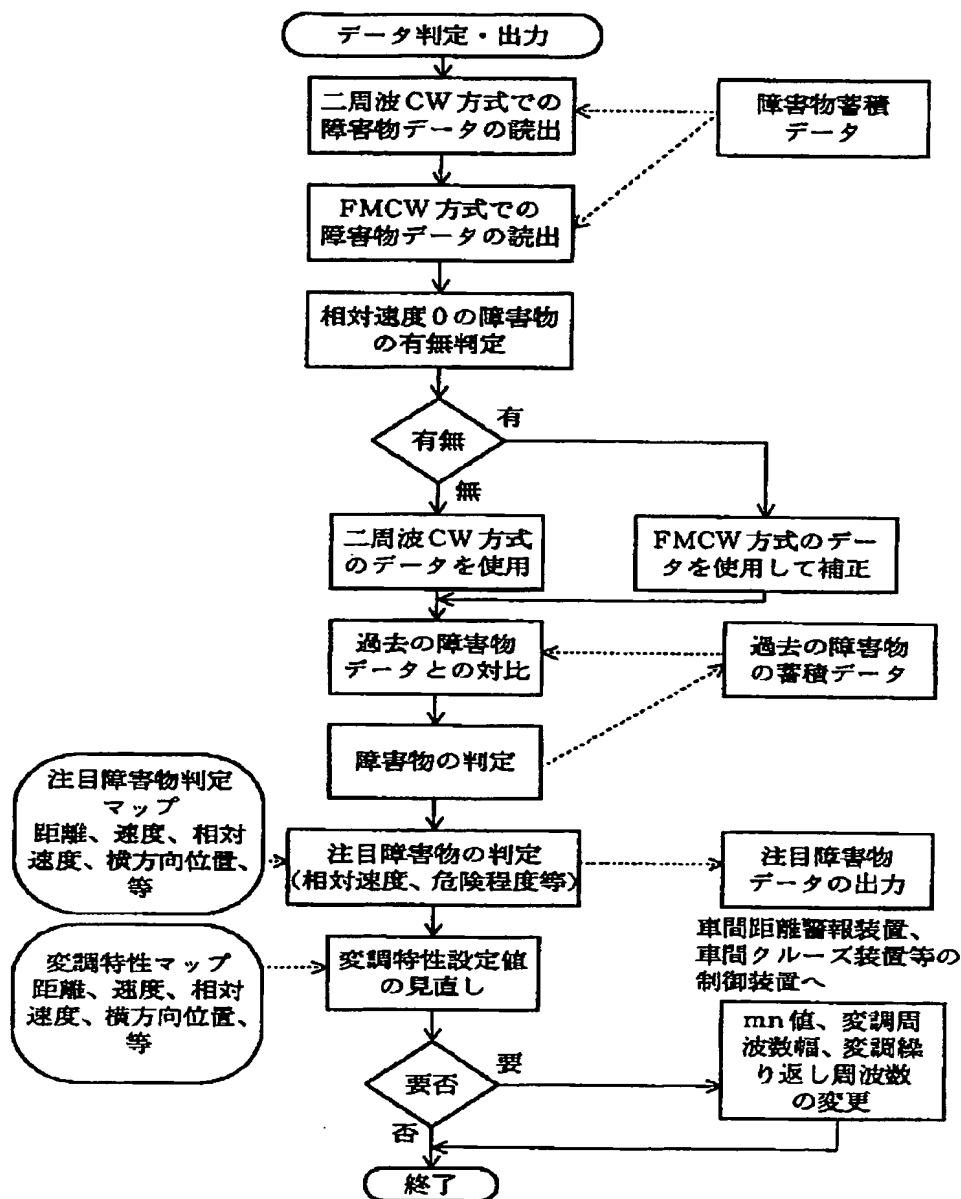 データ判定・出力
二周波CW方式での
障害物データの読出
障害物蓄積
データ
FMCW方式での
障害物データの読出
相対速度0の障害物
の有無判定
有無
有
無
二周波CW方式
のデータを使用
FMCW方式のデー
タを使用して補正
過去の障害物
データとの対比
過去の障害物
の蓄積データ
障害物の判定
注目障害物判定
マップ
距離、速度、相対
速度、横方向位置、
等
注目障害物の判定
(相対速度、危険程度等)
注目障害物
データの出力
車間距離警報装置、
車間クルーズ装置等の
制御装置へ
変調特性マップ
距離、速度、相対
速度、横方向位置、
等
変調特性設定値
の見直し
mn値、変調周
波数幅、変調繰
り返し周波数
の変更
要否
要
否
終了